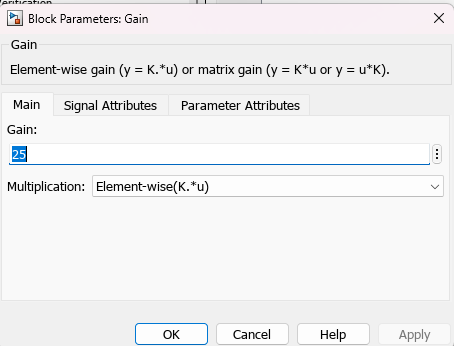 Block Parameters: Gain
Gain
Element-wise gain (y = K.*u) or matrix gain (y = K*u or y = u*K).
Main Signal Attributes Parameter Attributes
Gain:
25
Multiplication: Element-wise(K.*u)
OK Cancel Help Apply